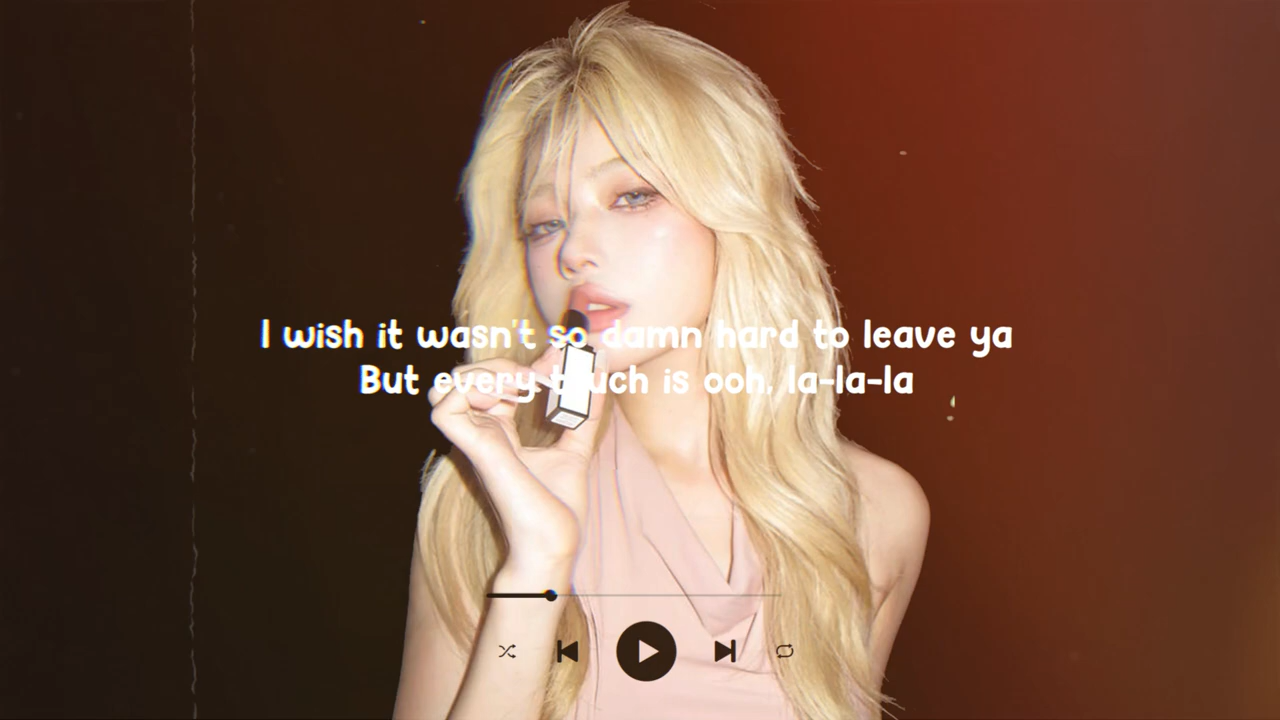 I wish it wasn't so damn hard to leave ya
But every touch is ooh, la-la-la